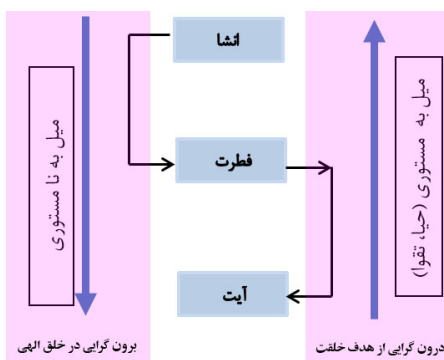 انشا
میل به مستوری (حیا، تقوا)
میل به نا مستوری
فطرت
آیت
درون گرایی از هدف خلقت
برون گرایی در خلق الهی